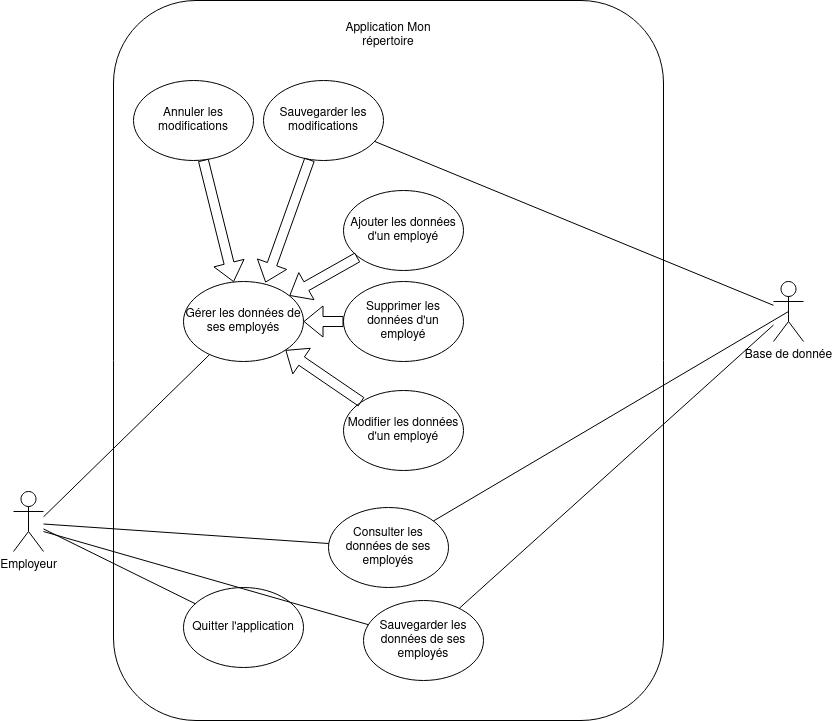 Application Mon
répertoire
Annuler les
modifications
Sauvegarder les
modifications
Ajouter les données
d'un employé
Gérer les données de
ses employés
Supprimer les
données d'un
employé
Base de donnée
Modifier les données
d'un employé
Employeur
Consulter les
données de ses
employés
Quitter l'application
Sauvegarder les
données de ses
employés